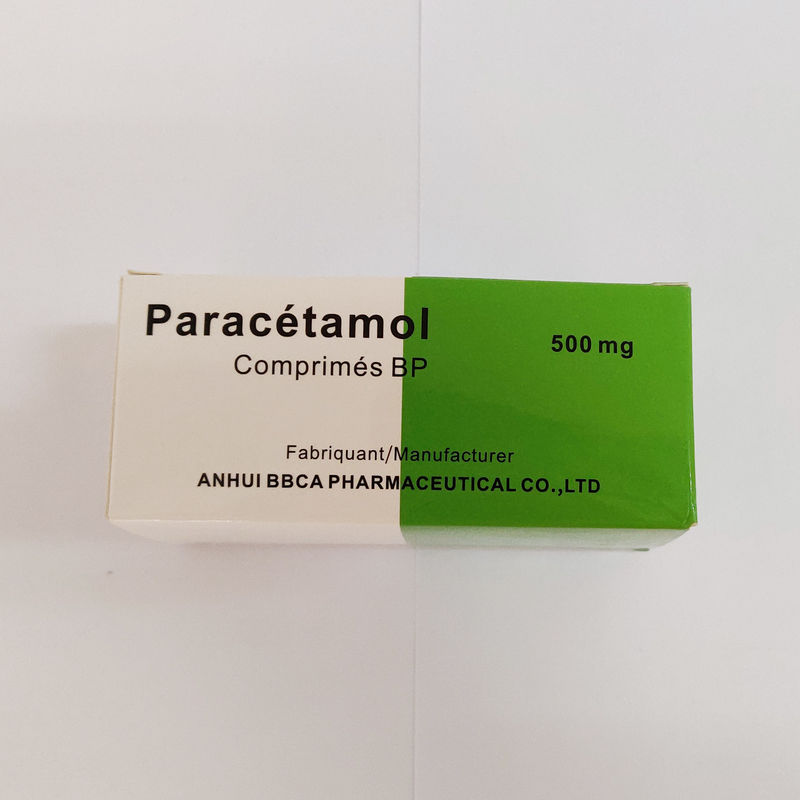 Paracétamol
500 mg
Comprimés BP
Fabriquant/Manufacturer
ANHUI BBCA PHARMACEUTICAL CO.,LTD